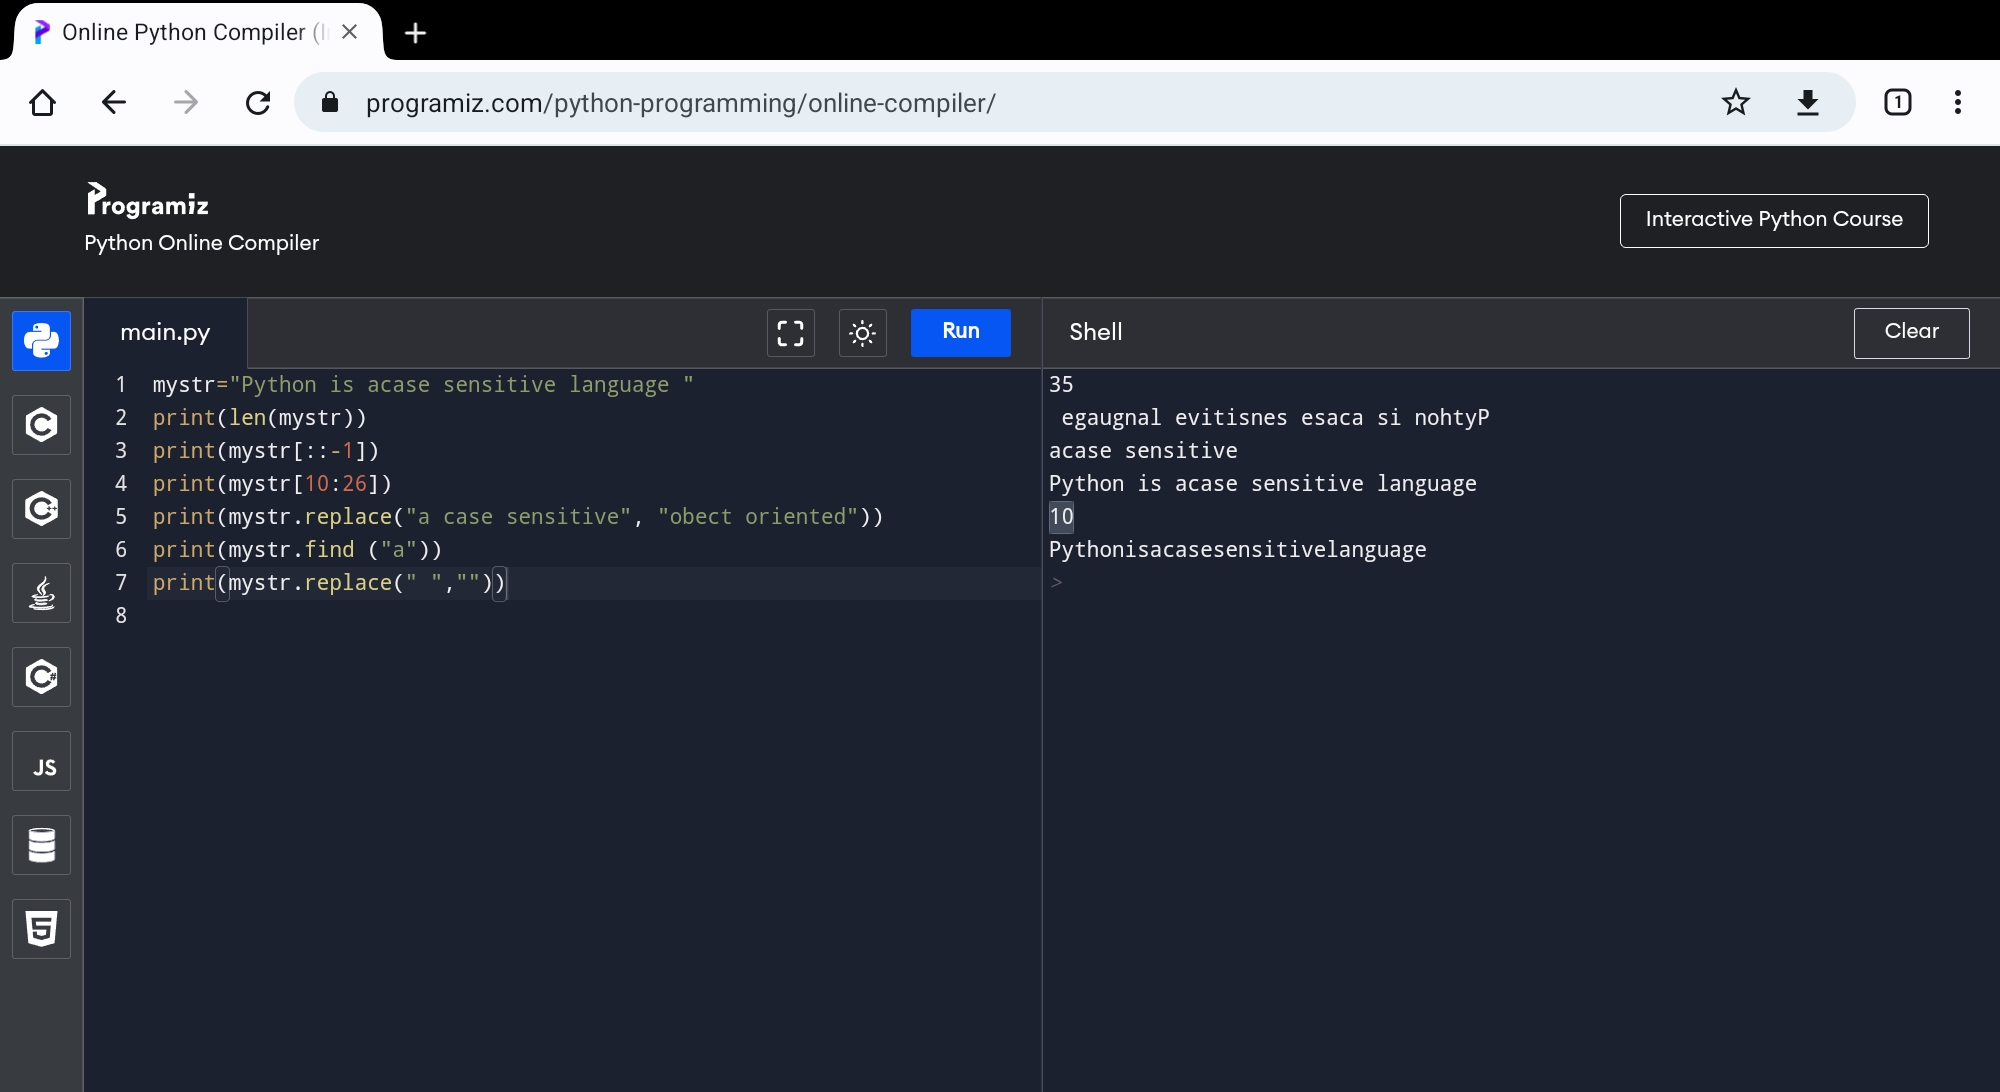 Online Python Compiler
programiz.com/python-programming/online-compiler/
1
Programiz
Python Online Compiler
Interactive Python Course
main.py
Run
Shell
Clear
1 mystr="Python is acase sensitive language "
2 print(len(mystr))
3 print(mystr[::-1])
4 print(mystr[10:26])
5 print(mystr.replace("a case sensitive", "obect oriented"))
6 print(mystr.find ("a"))
7 print(mystr.replace(" ",""))
8
35
egaugnal evitisnes esaca si nohtyP
acase sensitive
Python is acase sensitive language
10
Pythonisacasesensitivelanguage
>
C
C++
C#
JS
5